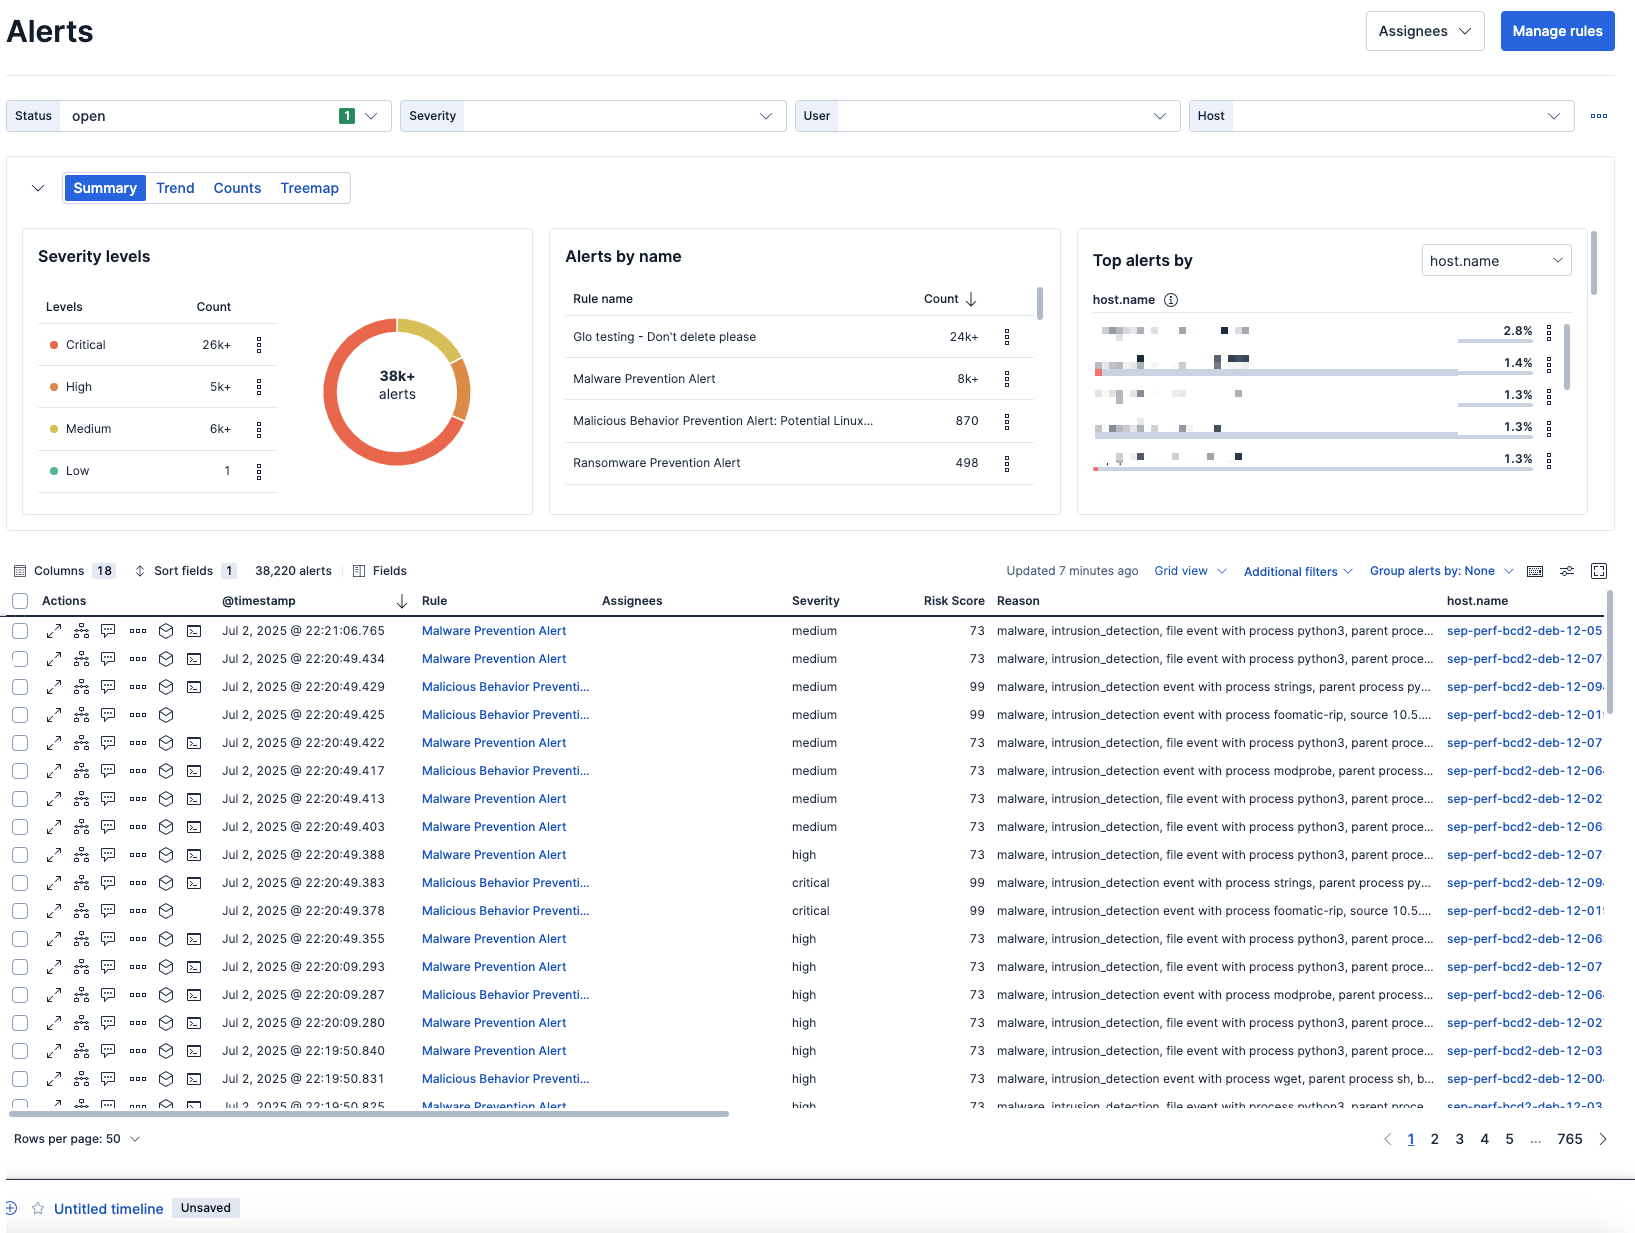 Alerts
Assignees
Manage rules
Status open 1
Severity
User
Host
Summary Trend Counts Treemap
Severity levels
Levels Count
Critical 26k+
High 5k+
Medium 6k+
Low 1
38k+
alerts
Alerts by name
Rule name Count
Glo testing - Don't delete please 24k+
Malware Prevention Alert 8k+
Malicious Behavior Prevention Alert: Potential Linux... 870
Ransomware Prevention Alert 498
Top alerts by host.name
host.name
2.8%
1.4%
1.3%
1.3%
1.3%
Columns 18 Sort fields 1 38,220 alerts Fields
Updated 7 minutes ago Grid view Additional filters Group alerts by: None
Actions @timestamp Rule Assignees Severity Risk Score Reason host.name
Jul 2, 2025 @ 22:21:06.765 Malware Prevention Alert medium 73 malware, intrusion_detection, file event with process python3, parent proce... sep-perf-bcd2-deb-12-05
Jul 2, 2025 @ 22:20:49.434 Malware Prevention Alert medium 73 malware, intrusion_detection, file event with process python3, parent proce... sep-perf-bcd2-deb-12-07
Jul 2, 2025 @ 22:20:49.429 Malicious Behavior Preventi... medium 99 malware, intrusion_detection event with process strings, parent process py... sep-perf-bcd2-deb-12-09
Jul 2, 2025 @ 22:20:49.425 Malicious Behavior Preventi... medium 99 malware, intrusion_detection event with process foomatic-rip, source 10.5.... sep-perf-bcd2-deb-12-01
Jul 2, 2025 @ 22:20:49.422 Malware Prevention Alert medium 73 malware, intrusion_detection, file event with process python3, parent proce... sep-perf-bcd2-deb-12-07
Jul 2, 2025 @ 22:20:49.417 Malicious Behavior Preventi... medium 73 malware, intrusion_detection event with process modprobe, parent process... sep-perf-bcd2-deb-12-06
Jul 2, 2025 @ 22:20:49.413 Malware Prevention Alert medium 73 malware, intrusion_detection, file event with process python3, parent proce... sep-perf-bcd2-deb-12-02
Jul 2, 2025 @ 22:20:49.403 Malware Prevention Alert medium 73 malware, intrusion_detection, file event with process python3, parent proce... sep-perf-bcd2-deb-12-06
Jul 2, 2025 @ 22:20:49.388 Malware Prevention Alert high 73 malware, intrusion_detection, file event with process python3, parent proce... sep-perf-bcd2-deb-12-07
Jul 2, 2025 @ 22:20:49.383 Malicious Behavior Preventi... critical 99 malware, intrusion_detection event with process strings, parent process py... sep-perf-bcd2-deb-12-09
Jul 2, 2025 @ 22:20:49.378 Malicious Behavior Preventi... critical 99 malware, intrusion_detection event with process foomatic-rip, source 10.5.... sep-perf-bcd2-deb-12-01
Jul 2, 2025 @ 22:20:49.355 Malware Prevention Alert high 73 malware, intrusion_detection, file event with process python3, parent proce... sep-perf-bcd2-deb-12-06
Jul 2, 2025 @ 22:20:09.293 Malware Prevention Alert high 73 malware, intrusion_detection, file event with process python3, parent proce... sep-perf-bcd2-deb-12-07
Jul 2, 2025 @ 22:20:09.287 Malicious Behavior Preventi... high 73 malware, intrusion_detection event with process modprobe, parent process... sep-perf-bcd2-deb-12-06
Jul 2, 2025 @ 22:20:09.280 Malware Prevention Alert high 73 malware, intrusion_detection, file event with process python3, parent proce... sep-perf-bcd2-deb-12-02
Jul 2, 2025 @ 22:19:50.840 Malware Prevention Alert high 73 malware, intrusion_detection, file event with process python3, parent proce... sep-perf-bcd2-deb-12-03
Jul 2, 2025 @ 22:19:50.831 Malicious Behavior Preventi... high 73 malware, intrusion_detection event with process wget, parent process sh, b... sep-perf-bcd2-deb-12-00
Jul 2, 2025 @ 22:19:50.825 Malware Prevention Alert high 73 malware, intrusion_detection, file event with process python3, parent proce... sep-perf-bcd2-deb-12-03
Rows per page: 50
1 2 3 4 5 ... 765
Untitled timeline Unsaved